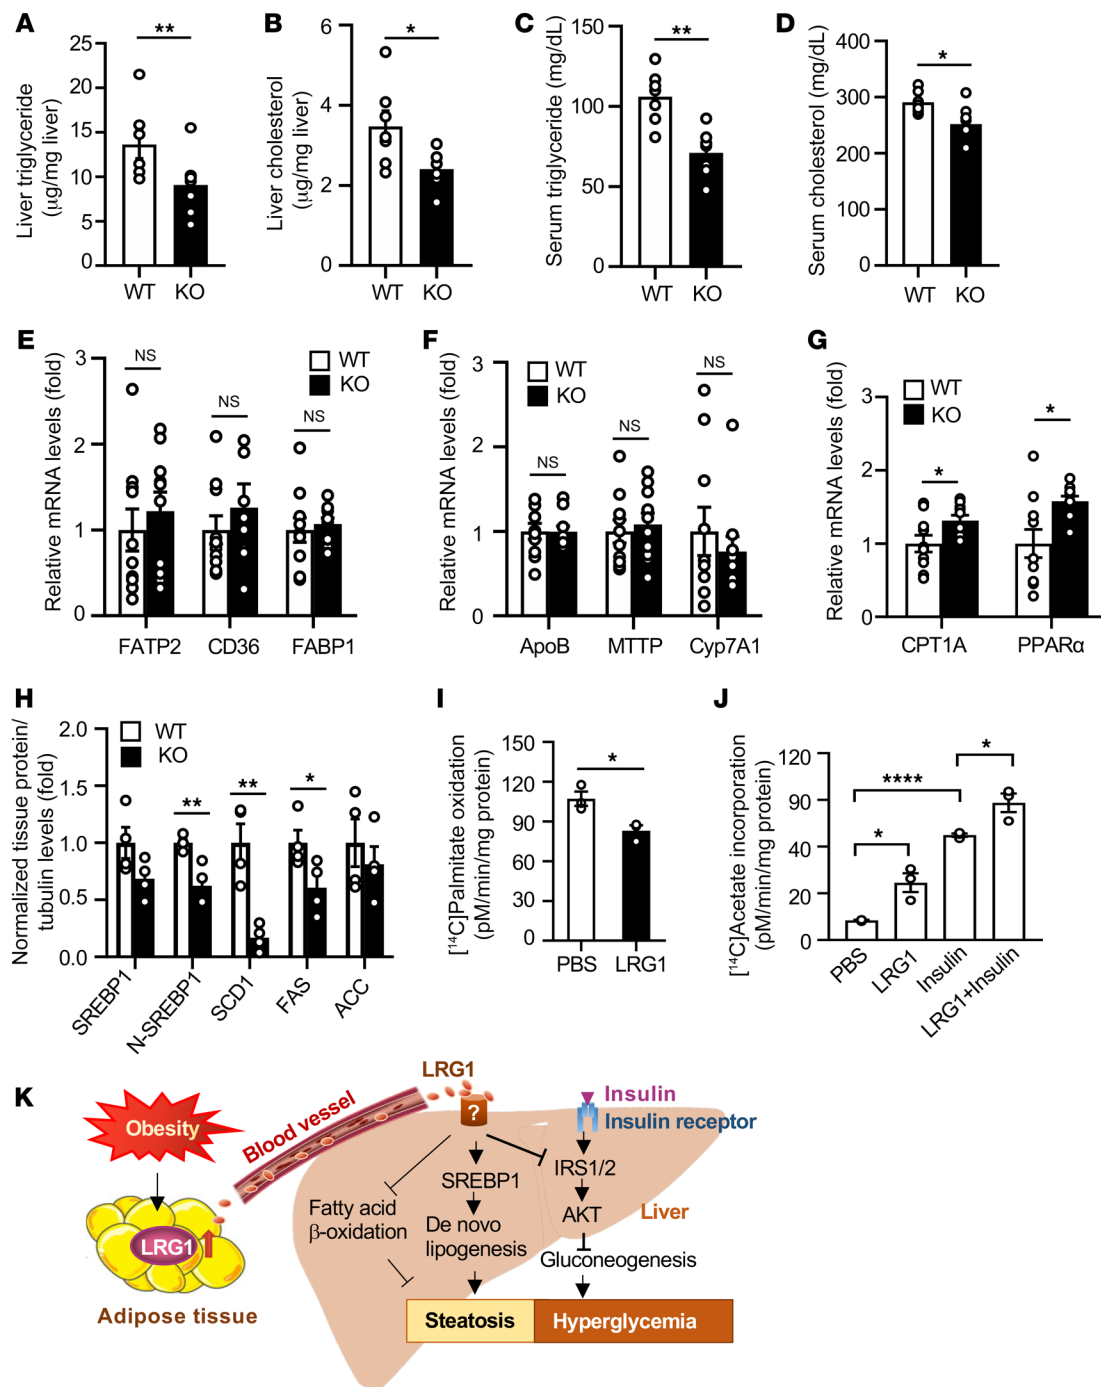 A
**
Liver triglyceride
(μg/mg liver)
25
20
15
10
5
0
WT
KO
B
*
Liver cholesterol
(μg/mg liver)
6
4
2
0
WT
KO
C
**
Serum triglyceride (mg/dL)
150
100
50
0
WT
KO
D
*
Serum cholesterol (mg/dL)
400
300
200
100
0
WT
KO
E
Relative mRNA levels (fold)
3
2
1
0
NS
NS
NS
WT
KO
FATP2
CD36
FABP1
F
Relative mRNA levels (fold)
3
2
1
0
WT
KO
NS
NS
NS
ApoB
MTTP
Cyp7A1
G
Relative mRNA levels (fold)
3
2
1
0
WT
KO
*
*
CPT1A
PPARα
H
Normalized tissue protein/
tubulin levels (fold)
2.0
1.5
1.0
0.5
0.0
WT
KO
**
**
*
SREBP1
N-SREBP1
SCD1
FAS
ACC
I
[¹⁴C]Palmitate oxidation
(pM/min/mg protein)
150
120
90
60
30
0
*
PBS
LRG1
J
[¹⁴C]Acetate incorporation
(pM/min/mg protein)
120
90
40
20
0
*
****
*
PBS
LRG1
Insulin
LRG1+Insulin
K
Obesity
LRG1
Adipose tissue
Blood vessel
LRG1
?
Insulin
Insulin receptor
IRS1/2
SREBP1
AKT
Liver
Fatty acid
β-oxidation
De novo
lipogenesis
Gluconeogenesis
Steatosis
Hyperglycemia